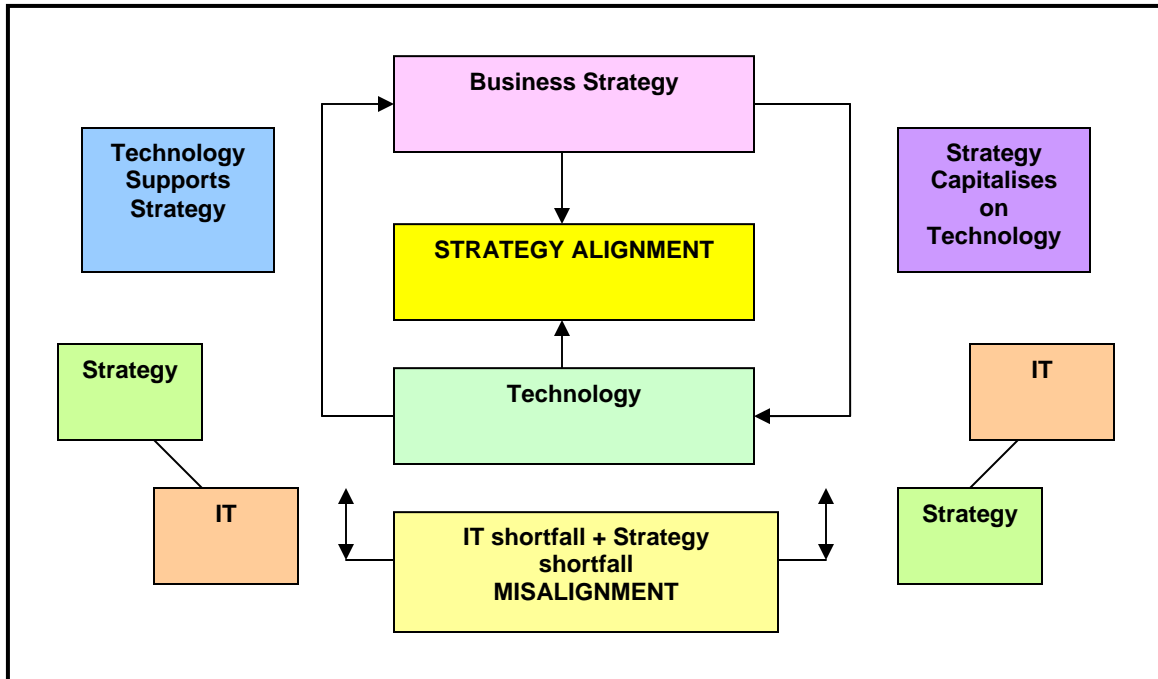 Business Strategy
Technology
Supports
Strategy
Strategy
Capitalises
on
Technology
STRATEGY ALIGNMENT
Strategy
IT
Technology
IT
Strategy
IT shortfall + Strategy
shortfall
MISALIGNMENT